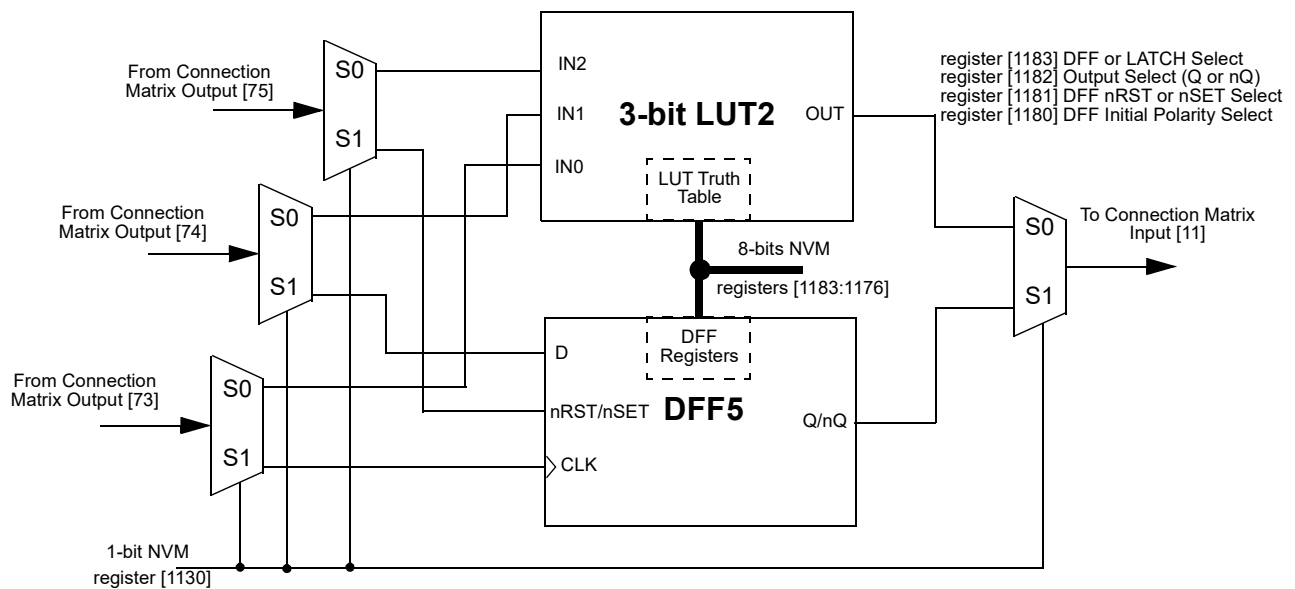 From Connection
Matrix Output [75]
S0
S1
IN2
IN1
IN0
3-bit LUT2
OUT
LUT Truth
Table
register [1183] DFF or LATCH Select
register [1182] Output Select (Q or nQ)
register [1181] DFF nRST or nSET Select
register [1180] DFF Initial Polarity Select
From Connection
Matrix Output [74]
S0
S1
8-bits NVM
registers [1183:1176]
S0
S1
To Connection Matrix
Input [11]
From Connection
Matrix Output [73]
S0
S1
D
nRST/nSET
CLK
DFF
Registers
DFF5
Q/nQ
1-bit NVM
register [1130]